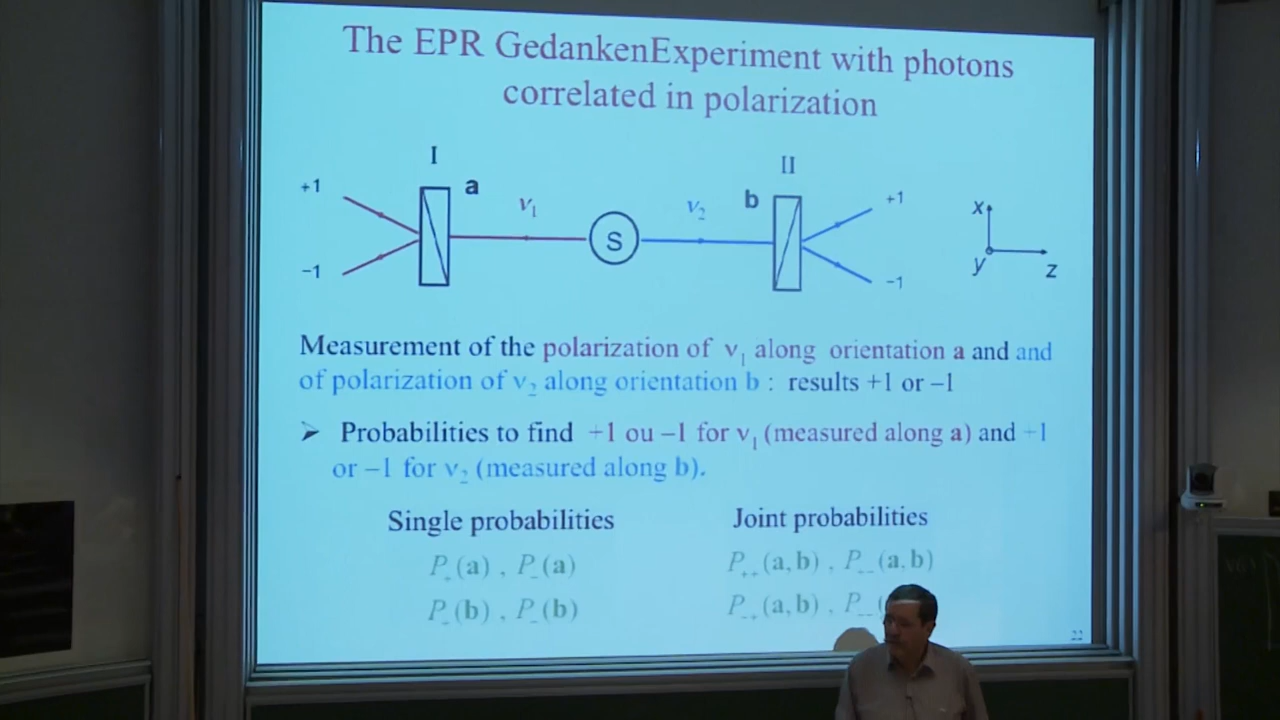 The EPR GedankenExperiment with photons
correlated in polarization
I
II
+1
a
ν1
S
ν2
b
+1
−1
−1
x
y
z
Measurement of the polarization of ν1 along orientation a and and
of polarization of ν2 along orientation b : results +1 or −1
➢ Probabilities to find +1 ou −1 for ν1 (measured along a) and +1
or −1 for ν2 (measured along b).
Single probabilities
Joint probabilities
P+(a) , P−(a)
P++(a,b) , P (a,b)
P (b) , P−(b)
P−+(a,b) , P
22